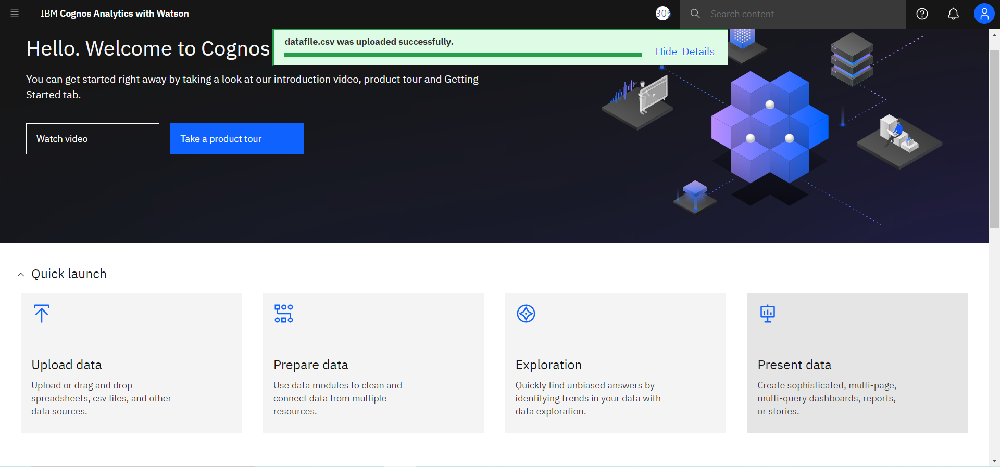 IBM Cognos Analytics with Watson
305
Search content
datafile.csv was uploaded successfully.
Hide Details
Hello. Welcome to Cognos
You can get started right away by taking a look at our introduction video, product tour and Getting
Started tab.
Watch video
Take a product tour
Quick launch
Upload data
Upload or drag and drop
spreadsheets, csv files, and other
data sources.
Prepare data
Use data modules to clean and
connect data from multiple
resources.
Exploration
Quickly find unbiased answers by
identifying trends in your data with
data exploration.
Present data
Create sophisticated, multi-page,
multi-query dashboards, reports,
or stories.